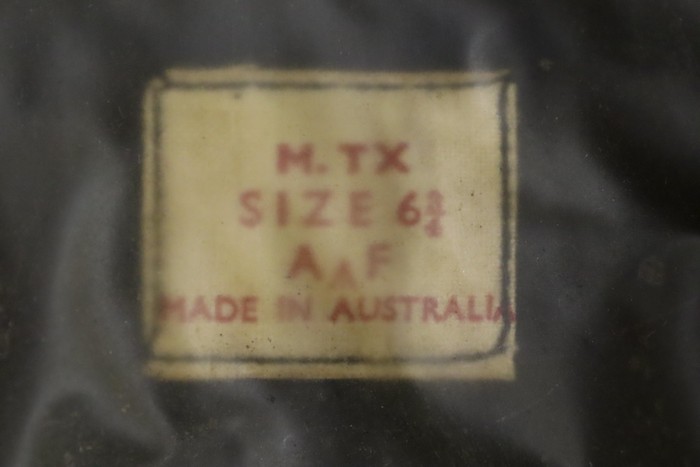 M. TX
SIZE 6¾
A^F
MADE IN AUSTRALIA